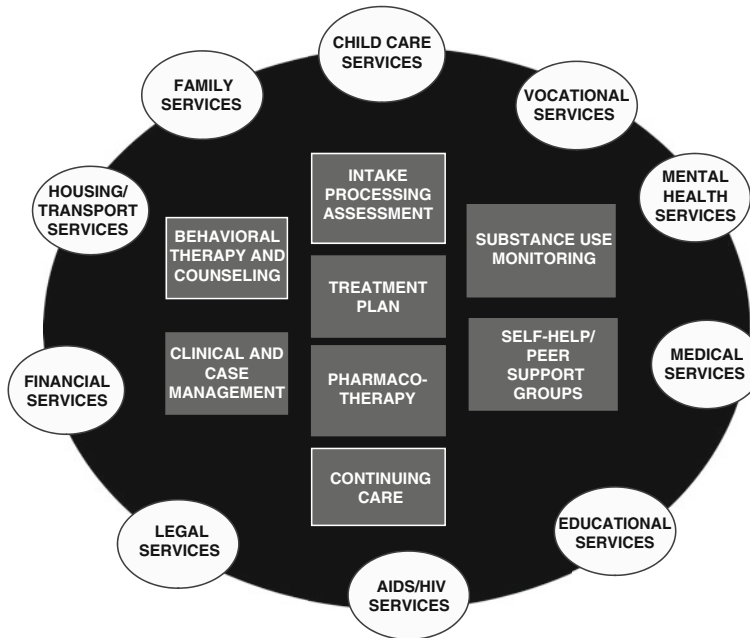 CHILD CARE
SERVICES
FAMILY
SERVICES
VOCATIONAL
SERVICES
HOUSING/
TRANSPORT
SERVICES
INTAKE
PROCESSING
ASSESSMENT
MENTAL
HEALTH
SERVICES
BEHAVIORAL
THERAPY AND
COUNSELING
SUBSTANCE USE
MONITORING
TREATMENT
PLAN
CLINICAL AND
CASE
MANAGEMENT
PHARMACO-
THERAPY
SELF-HELP/
PEER
SUPPORT
GROUPS
FINANCIAL
SERVICES
MEDICAL
SERVICES
CONTINUING
CARE
LEGAL
SERVICES
EDUCATIONAL
SERVICES
AIDS/HIV
SERVICES